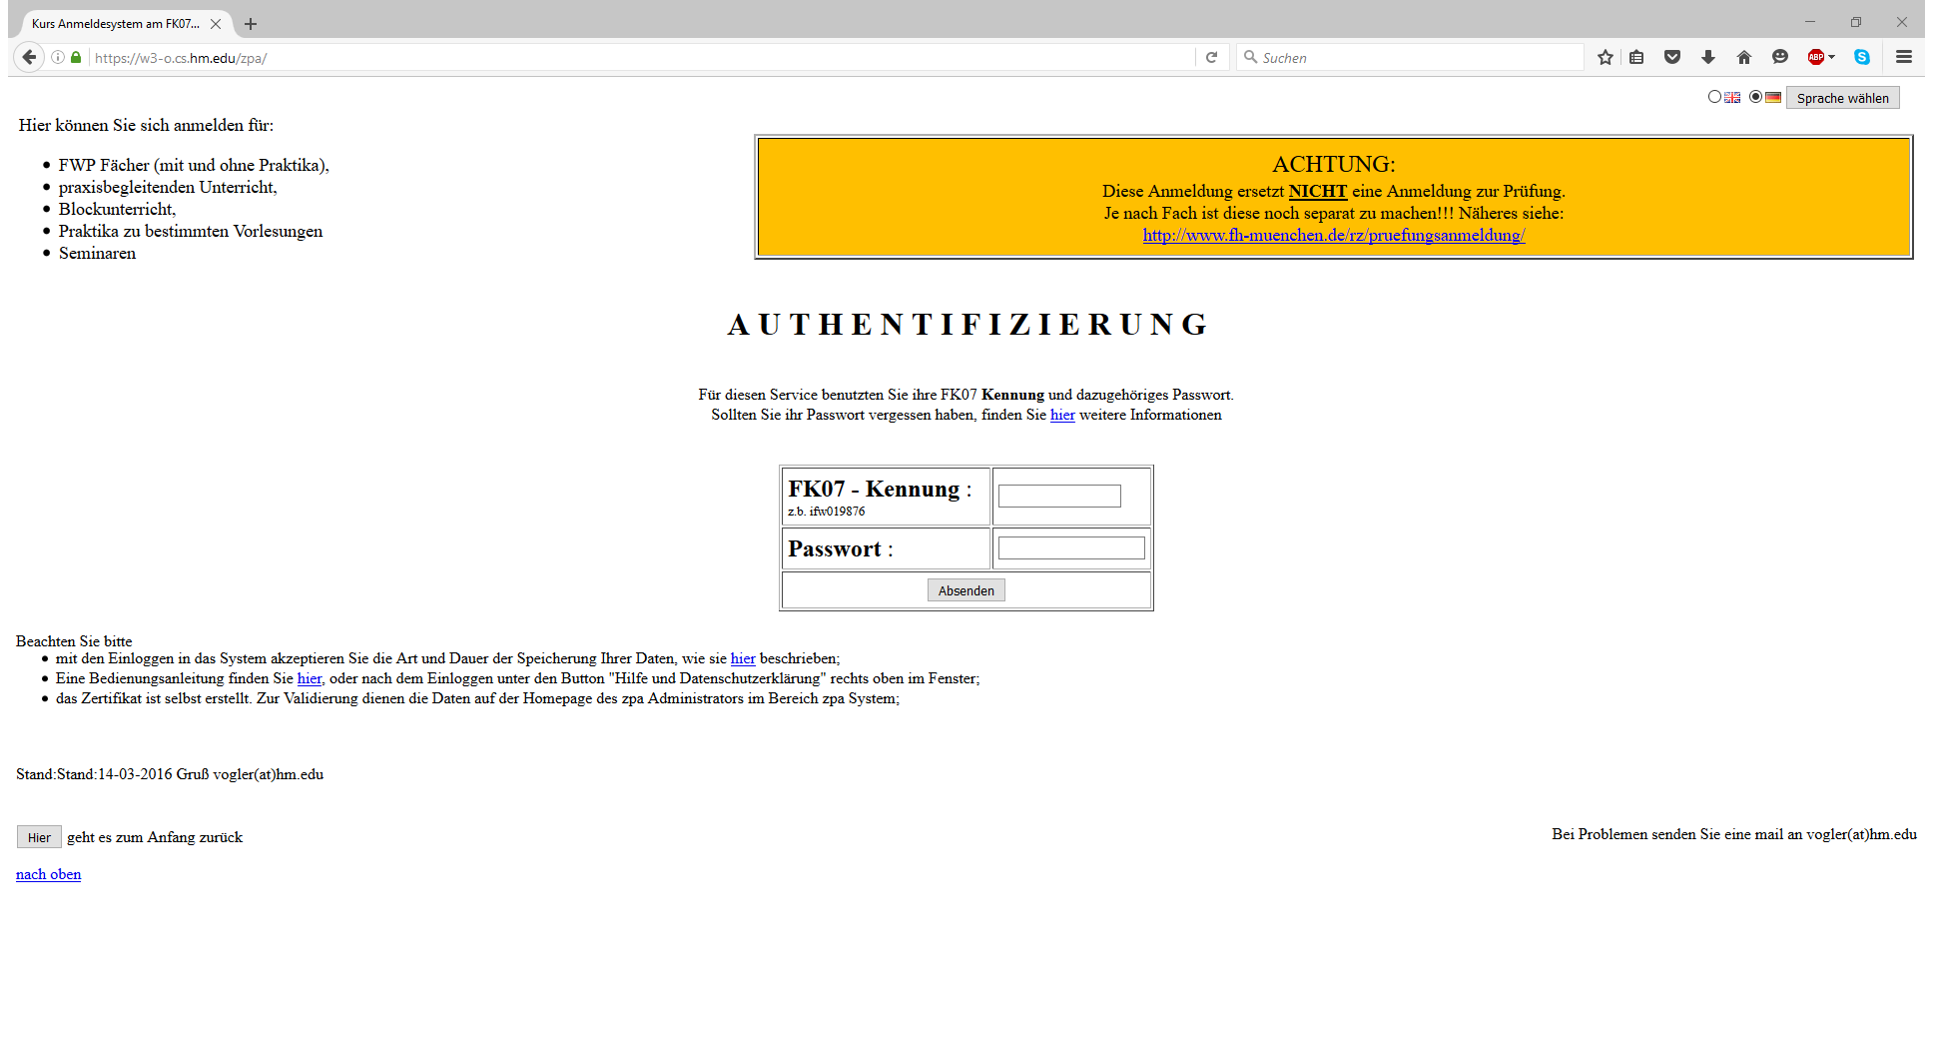 Kurs Anmeldesystem am FK07...
https://w3-o.cs.hm.edu/zpa/
Suchen
ABP
Sprache wählen
Hier können Sie sich anmelden für:
FWP Fächer (mit und ohne Praktika),
praxisbegleitenden Unterricht,
Blockunterricht,
Praktika zu bestimmten Vorlesungen
Seminaren
ACHTUNG:
Diese Anmeldung ersetzt NICHT eine Anmeldung zur Prüfung.
Je nach Fach ist diese noch separat zu machen!!! Näheres siehe:
http://www.fh-muenchen.de/rz/pruefungsanmeldung/
A U T H E N T I F I Z I E R U N G
Für diesen Service benutzten Sie ihre FK07 Kennung und dazugehöriges Passwort.
Sollten Sie ihr Passwort vergessen haben, finden Sie hier weitere Informationen
FK07 - Kennung :
z.b. ifw019876
Passwort :
Absenden
Beachten Sie bitte
mit den Einloggen in das System akzeptieren Sie die Art und Dauer der Speicherung Ihrer Daten, wie sie hier beschrieben;
Eine Bedienungsanleitung finden Sie hier, oder nach dem Einloggen unter den Button "Hilfe und Datenschutzerklärung" rechts oben im Fenster;
das Zertifikat ist selbst erstellt. Zur Validierung dienen die Daten auf der Homepage des zpa Administrators im Bereich zpa System;
Stand:Stand:14-03-2016 Gruß vogler(at)hm.edu
Hier geht es zum Anfang zurück
Bei Problemen senden Sie eine mail an vogler(at)hm.edu
nach oben